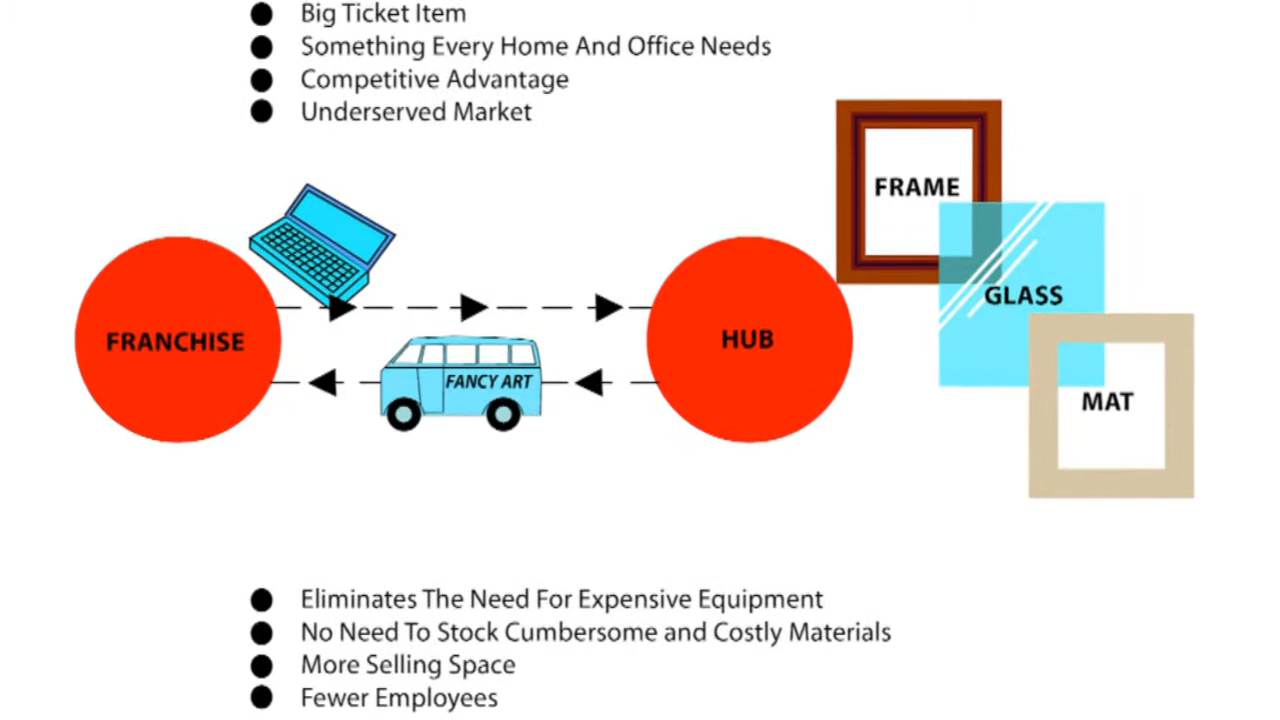 Big Ticket Item
Something Every Home And Office Needs
Competitive Advantage
Underserved Market
FRAME
GLASS
FRANCHISE
HUB
FANCY ART
MAT
Eliminates The Need For Expensive Equipment
No Need To Stock Cumbersome and Costly Materials
More Selling Space
Fewer Employees